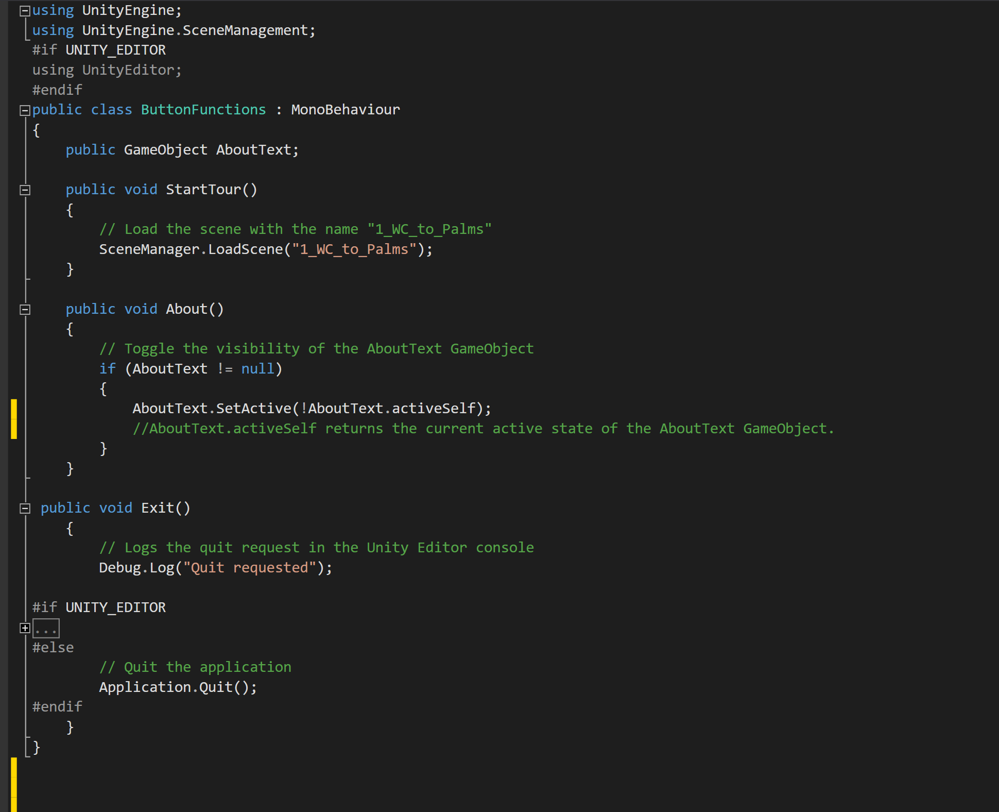 using UnityEngine;
using UnityEngine.SceneManagement;
#if UNITY_EDITOR
using UnityEditor;
#endif
public class ButtonFunctions : MonoBehaviour
{
    public GameObject AboutText;

    public void StartTour()
    {
        // Load the scene with the name "1_WC_to_Palms"
        SceneManager.LoadScene("1_WC_to_Palms");
    }

    public void About()
    {
        // Toggle the visibility of the AboutText GameObject
        if (AboutText != null)
        {
            AboutText.SetActive(!AboutText.activeSelf);
            //AboutText.activeSelf returns the current active state of the AboutText GameObject.
        }
    }

 public void Exit()
    {
        // Logs the quit request in the Unity Editor console
        Debug.Log("Quit requested");

#if UNITY_EDITOR
...
#else
        // Quit the application
        Application.Quit();
#endif
    }
}